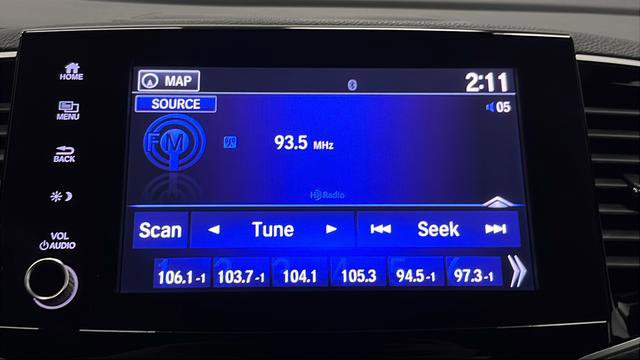 HOME
MENU
BACK
VOL
AUDIO
MAP
2:11
SOURCE
05
FM
93.5 MHz
HD Radio
Scan
Tune
Seek
106.1-1 103.7-1 104.1 105.3 94.5-1 97.3-1